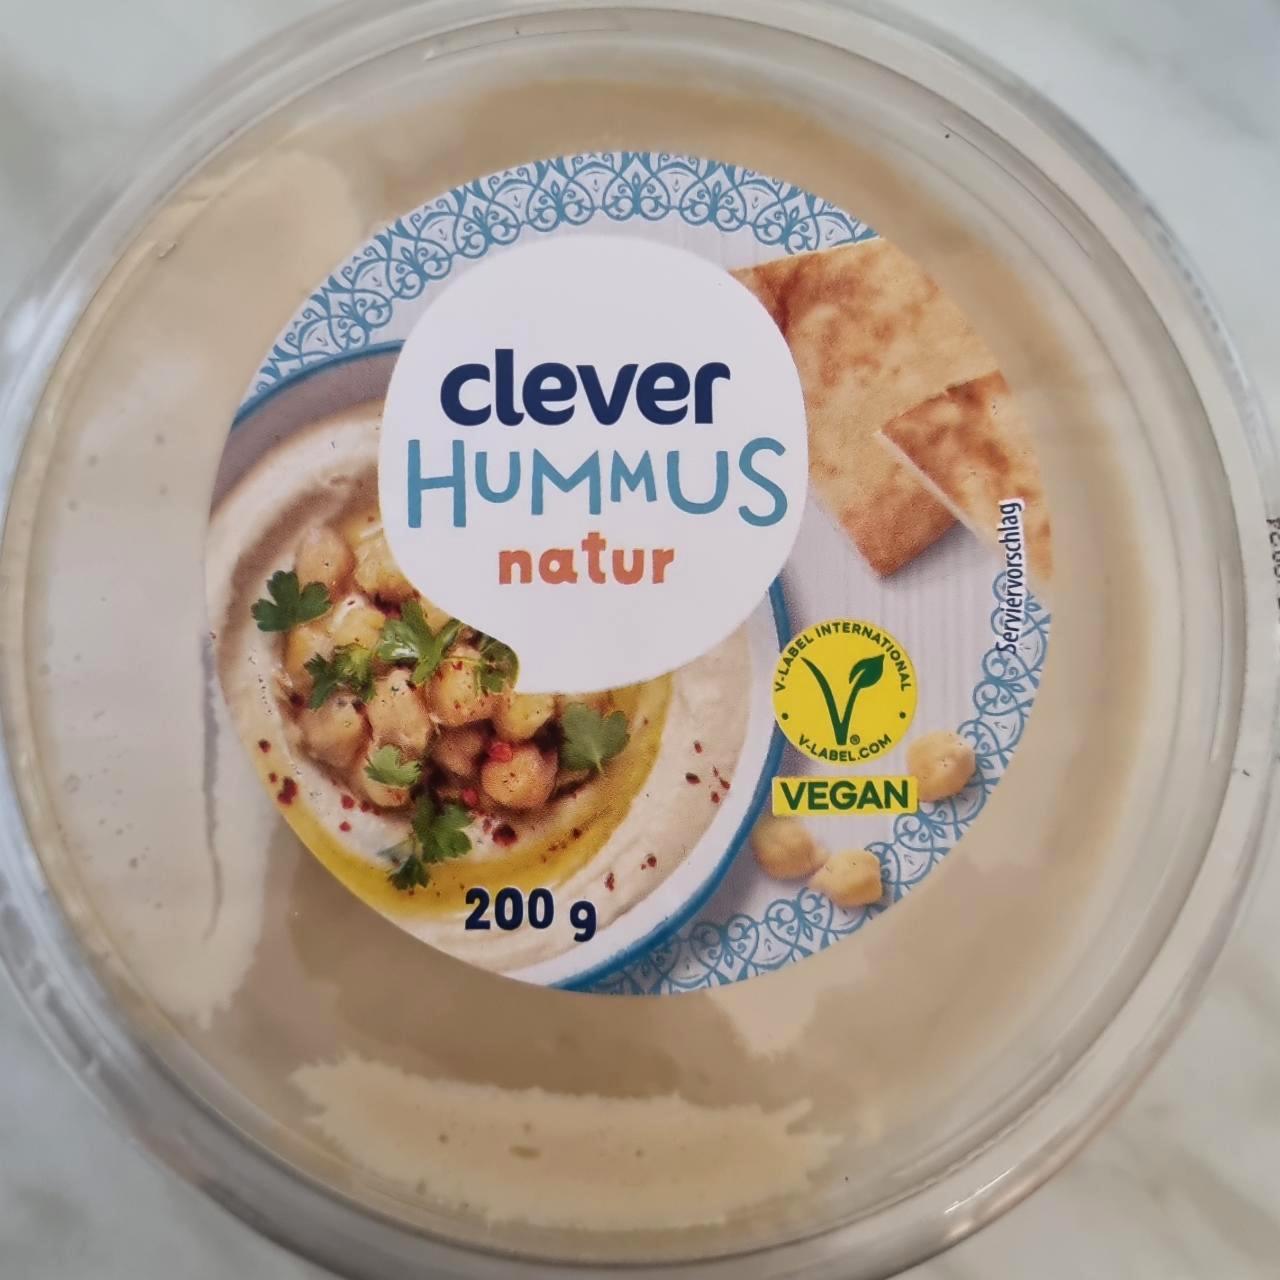 clever
HUMMUS
natur
Serviervorschlag
V-LABEL INTERNATIONAL
V-LABEL.COM
VEGAN
200 g